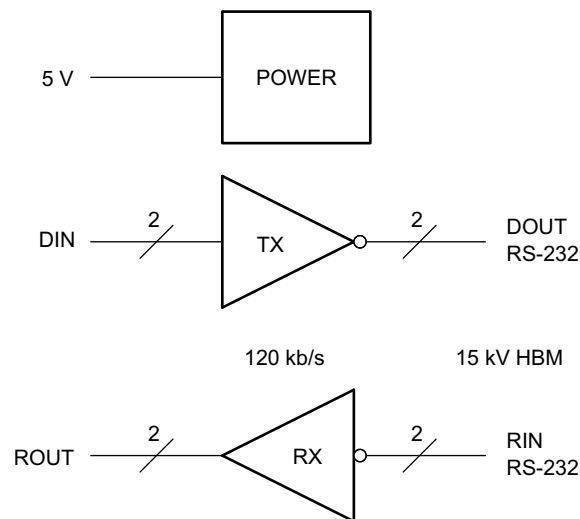 5 V
POWER
2
2
DIN
TX
DOUT
RS-232
120 kb/s
15 kV HBM
2
2
ROUT
RX
RIN
RS-232